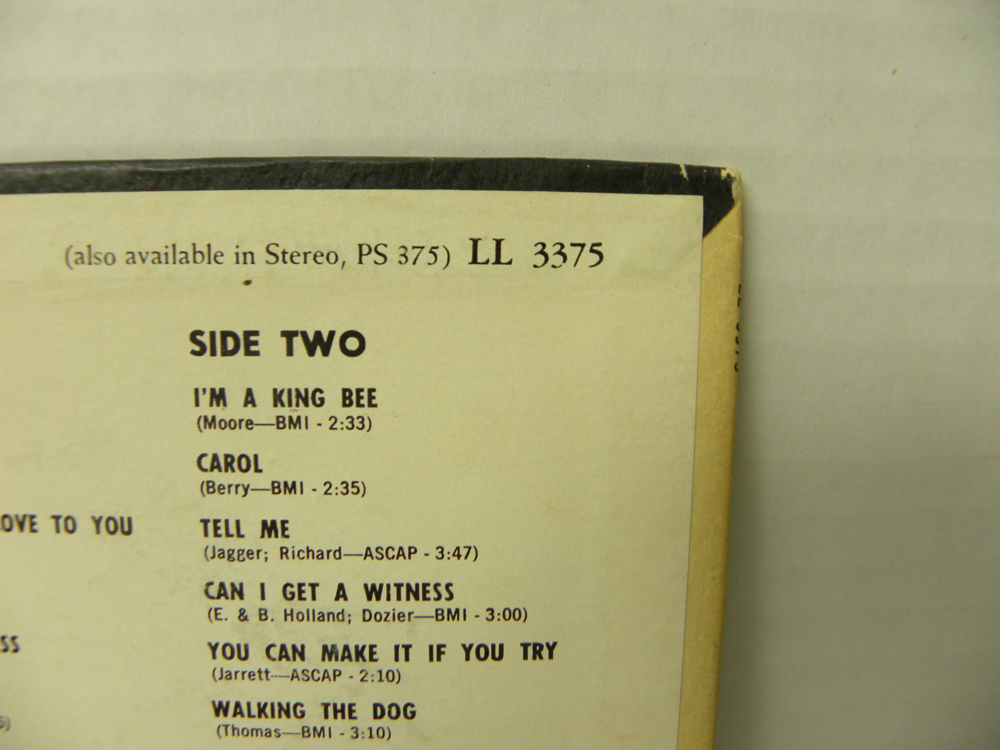 (also available in Stereo, PS 375) LL 3375
SIDE TWO
I'M A KING BEE
(Moore—BMI - 2:33)
CAROL
(Berry—BMI - 2:35)
TO YOU
TELL ME
(Jagger; Richard—ASCAP - 3:47)
CAN I GET A WITNESS
(E. & B. Holland; Dozier—BMI - 3:00)
YOU CAN MAKE IT IF YOU TRY
(Jarrett—ASCAP - 2:10)
WALKING THE DOG
(Thomas—BMI - 3:10)